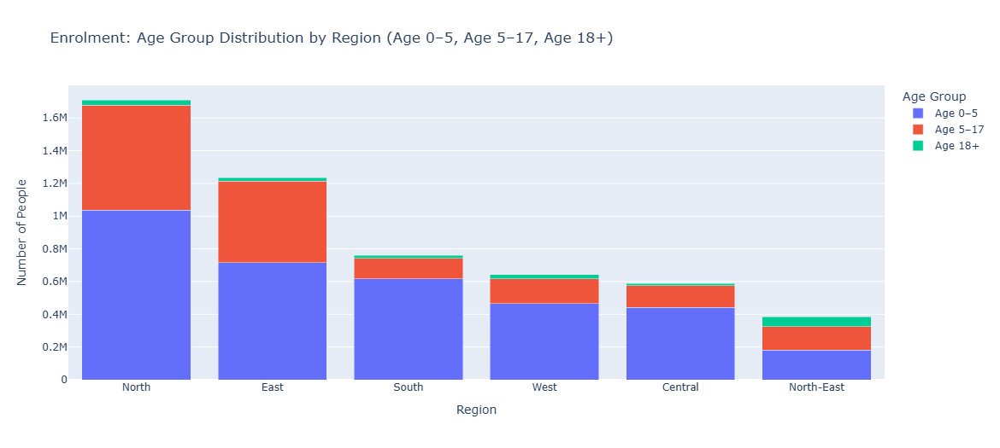 Enrolment: Age Group Distribution by Region (Age 0–5, Age 5–17, Age 18+)
Age Group
Age 0–5
Age 5–17
Age 18+
Number of People
1.6M
1.4M
1.2M
1M
0.8M
0.6M
0.4M
0.2M
0
North
East
South
West
Central
North-East
Region